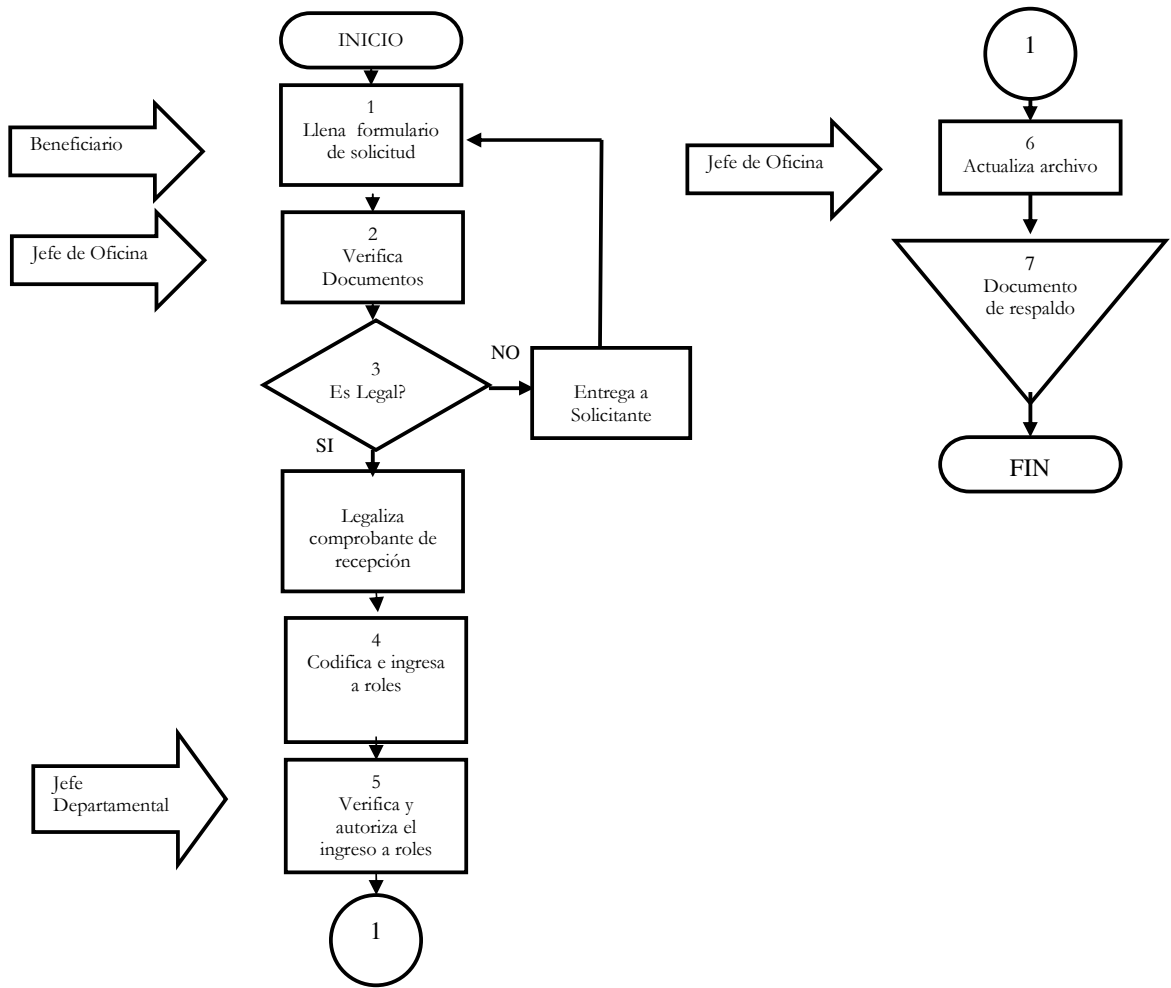 INICIO
1
Llena formulario
de solicitud
Beneficiario
2
Verifica
Documentos
Jefe de Oficina
3
Es Legal?
NO
Entrega a
Solicitante
SI
Legaliza
comprobante de
recepción
4
Codifica e ingresa
a roles
5
Verifica y
autoriza el
ingreso a roles
Jefe
Departamental
1
1
6
Actualiza archivo
Jefe de Oficina
7
Documento
de respaldo
FIN